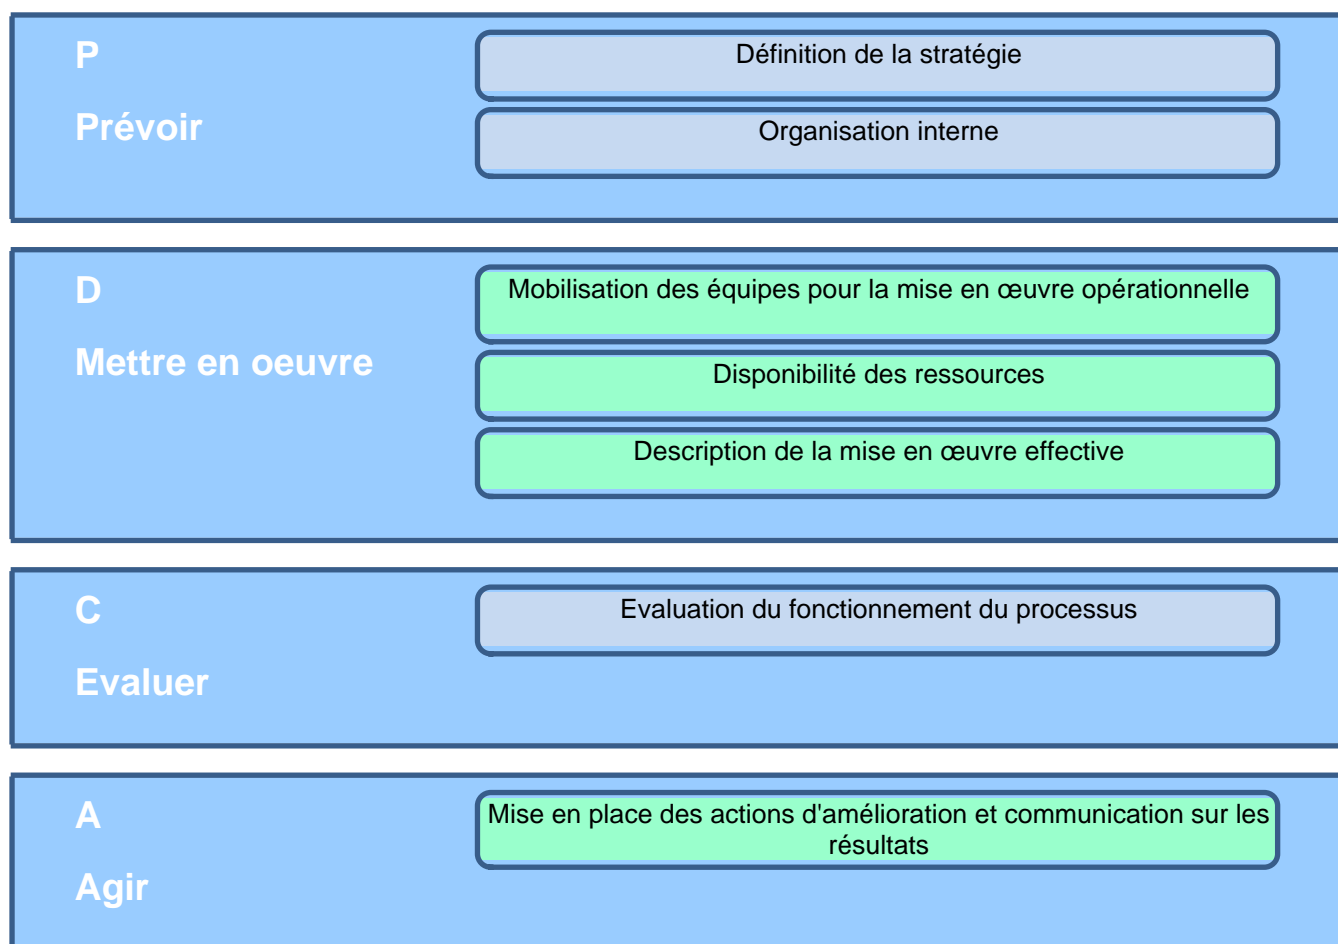 P
Prévoir
Définition de la stratégie
Organisation interne
D
Mettre en oeuvre
Mobilisation des équipes pour la mise en œuvre opérationnelle
Disponibilité des ressources
Description de la mise en œuvre effective
C
Evaluer
Evaluation du fonctionnement du processus
A
Agir
Mise en place des actions d'amélioration et communication sur les
résultats